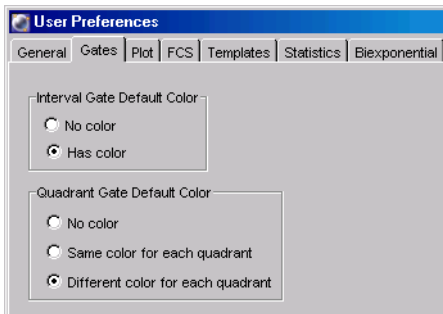 User Preferences
General Gates Plot FCS Templates Statistics Biexponential
Interval Gate Default Color
No color
Has color
Quadrant Gate Default Color
No color
Same color for each quadrant
Different color for each quadrant